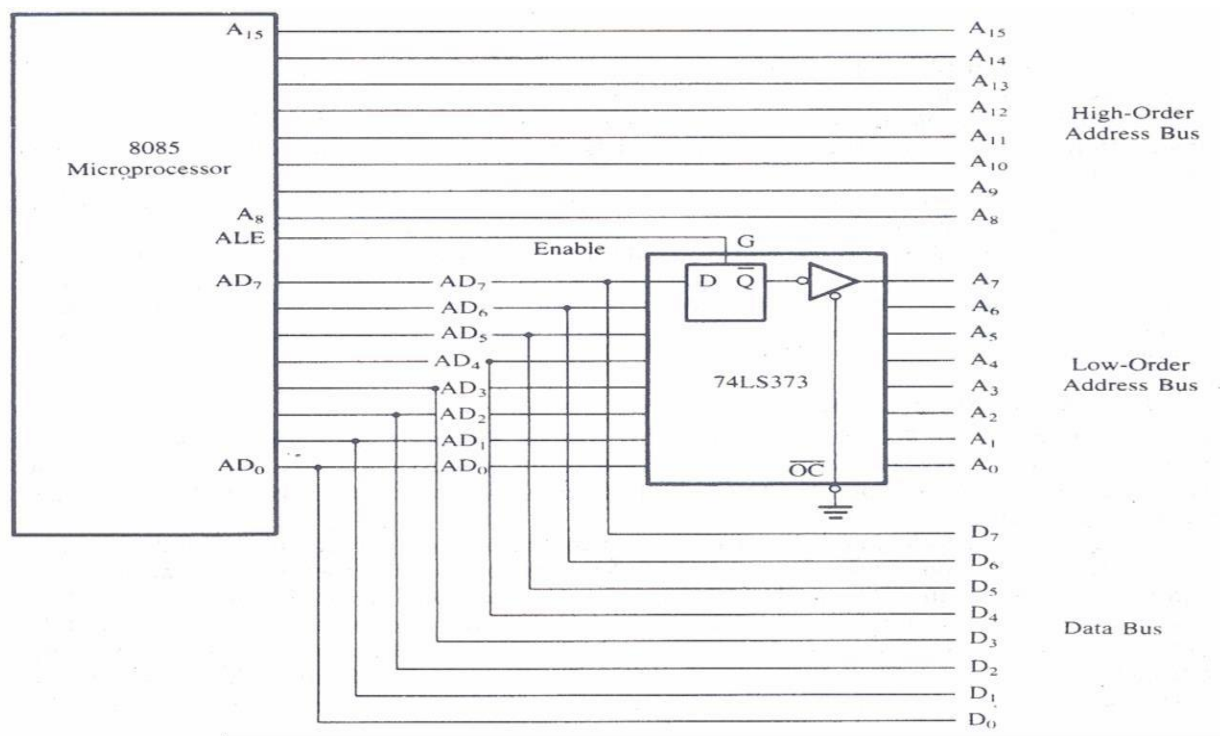 A₁₅
A₁₅
A₁₄
A₁₃
A₁₂
A₁₁
A₁₀
A₉
A₈
High-Order
Address Bus
8085
Microprocessor
A₈
ALE
Enable
G
AD₇
AD₇
AD₆
AD₅
AD₄
AD₃
AD₂
AD₁
AD₀
AD₀
D
Q̅
74LS373
O̅C̅
A₇
A₆
A₅
A₄
A₃
A₂
A₁
A₀
Low-Order
Address Bus
D₇
D₆
D₅
D₄
D₃
D₂
D₁
D₀
Data Bus